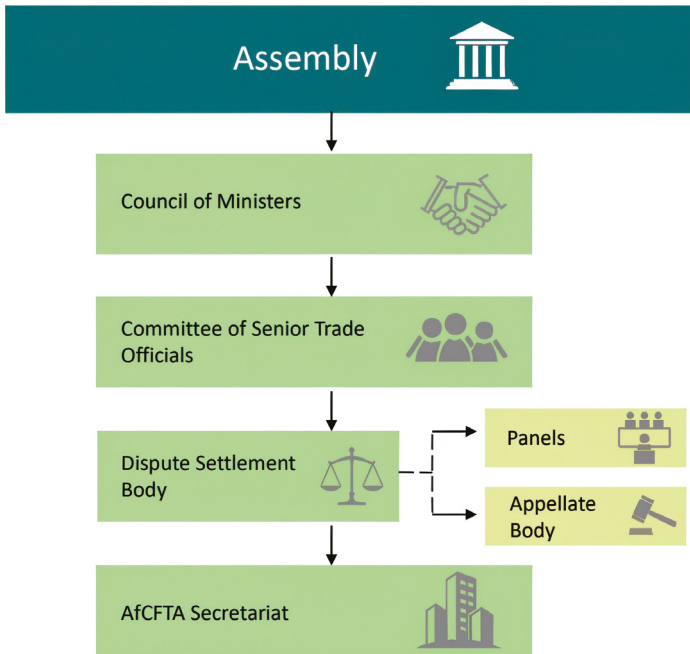 Assembly
Council of Ministers
Committee of Senior Trade
Officials
Dispute Settlement
Body
Panels
Appellate
Body
AfCFTA Secretariat